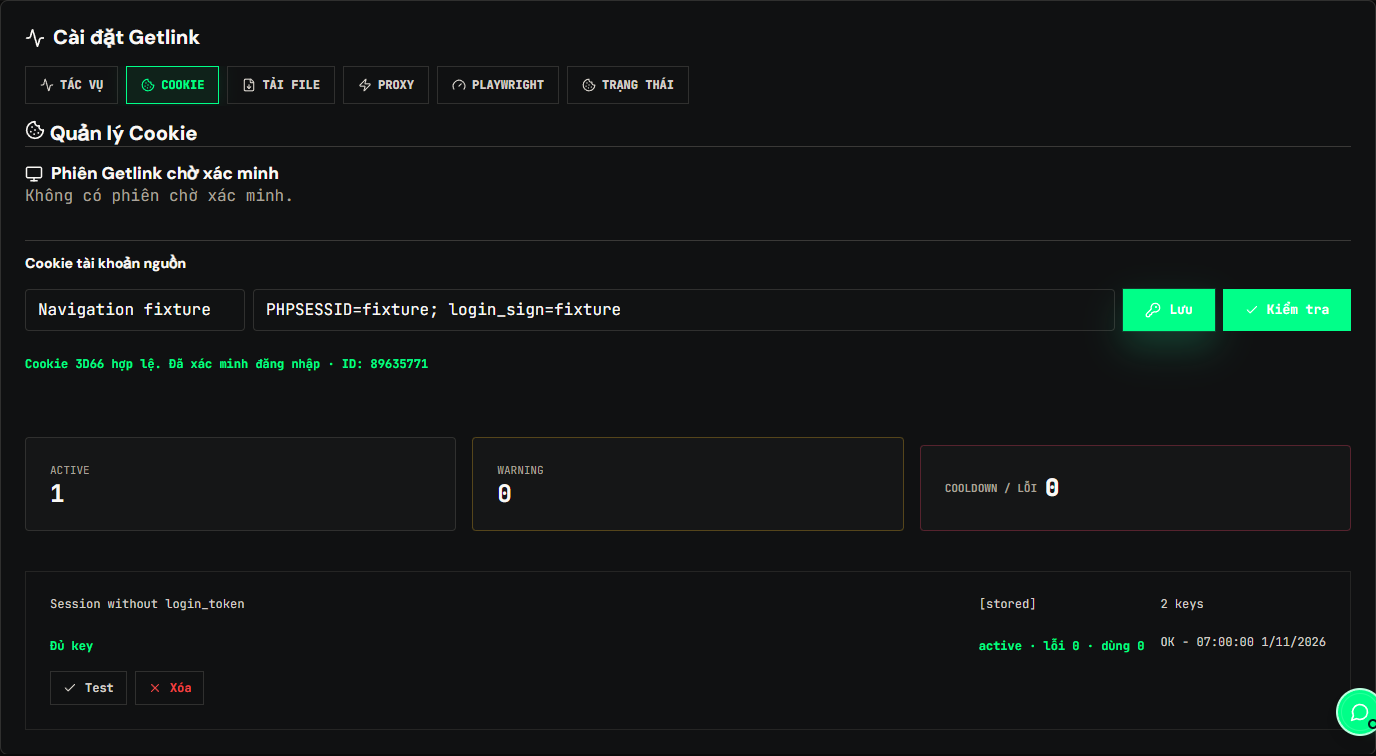 Cài đặt Getlink
TÁC VỤ COOKIE TẢI FILE PROXY PLAYWRIGHT TRẠNG THÁI
Quản lý Cookie
Phiên Getlink chờ xác minh
Không có phiên chờ xác minh.
Cookie tài khoản nguồn
Navigation fixture PHPSESSID=fixture; login_sign=fixture Lưu Kiểm tra
Cookie 3D66 hợp lệ. Đã xác minh đăng nhập · ID: 89635771
ACTIVE
1
WARNING
0
COOLDOWN / LỖI 0
Session without login_token [stored] 2 keys
Đủ key active · lỗi 0 · dùng 0 OK - 07:00:00 1/11/2026
Test Xóa